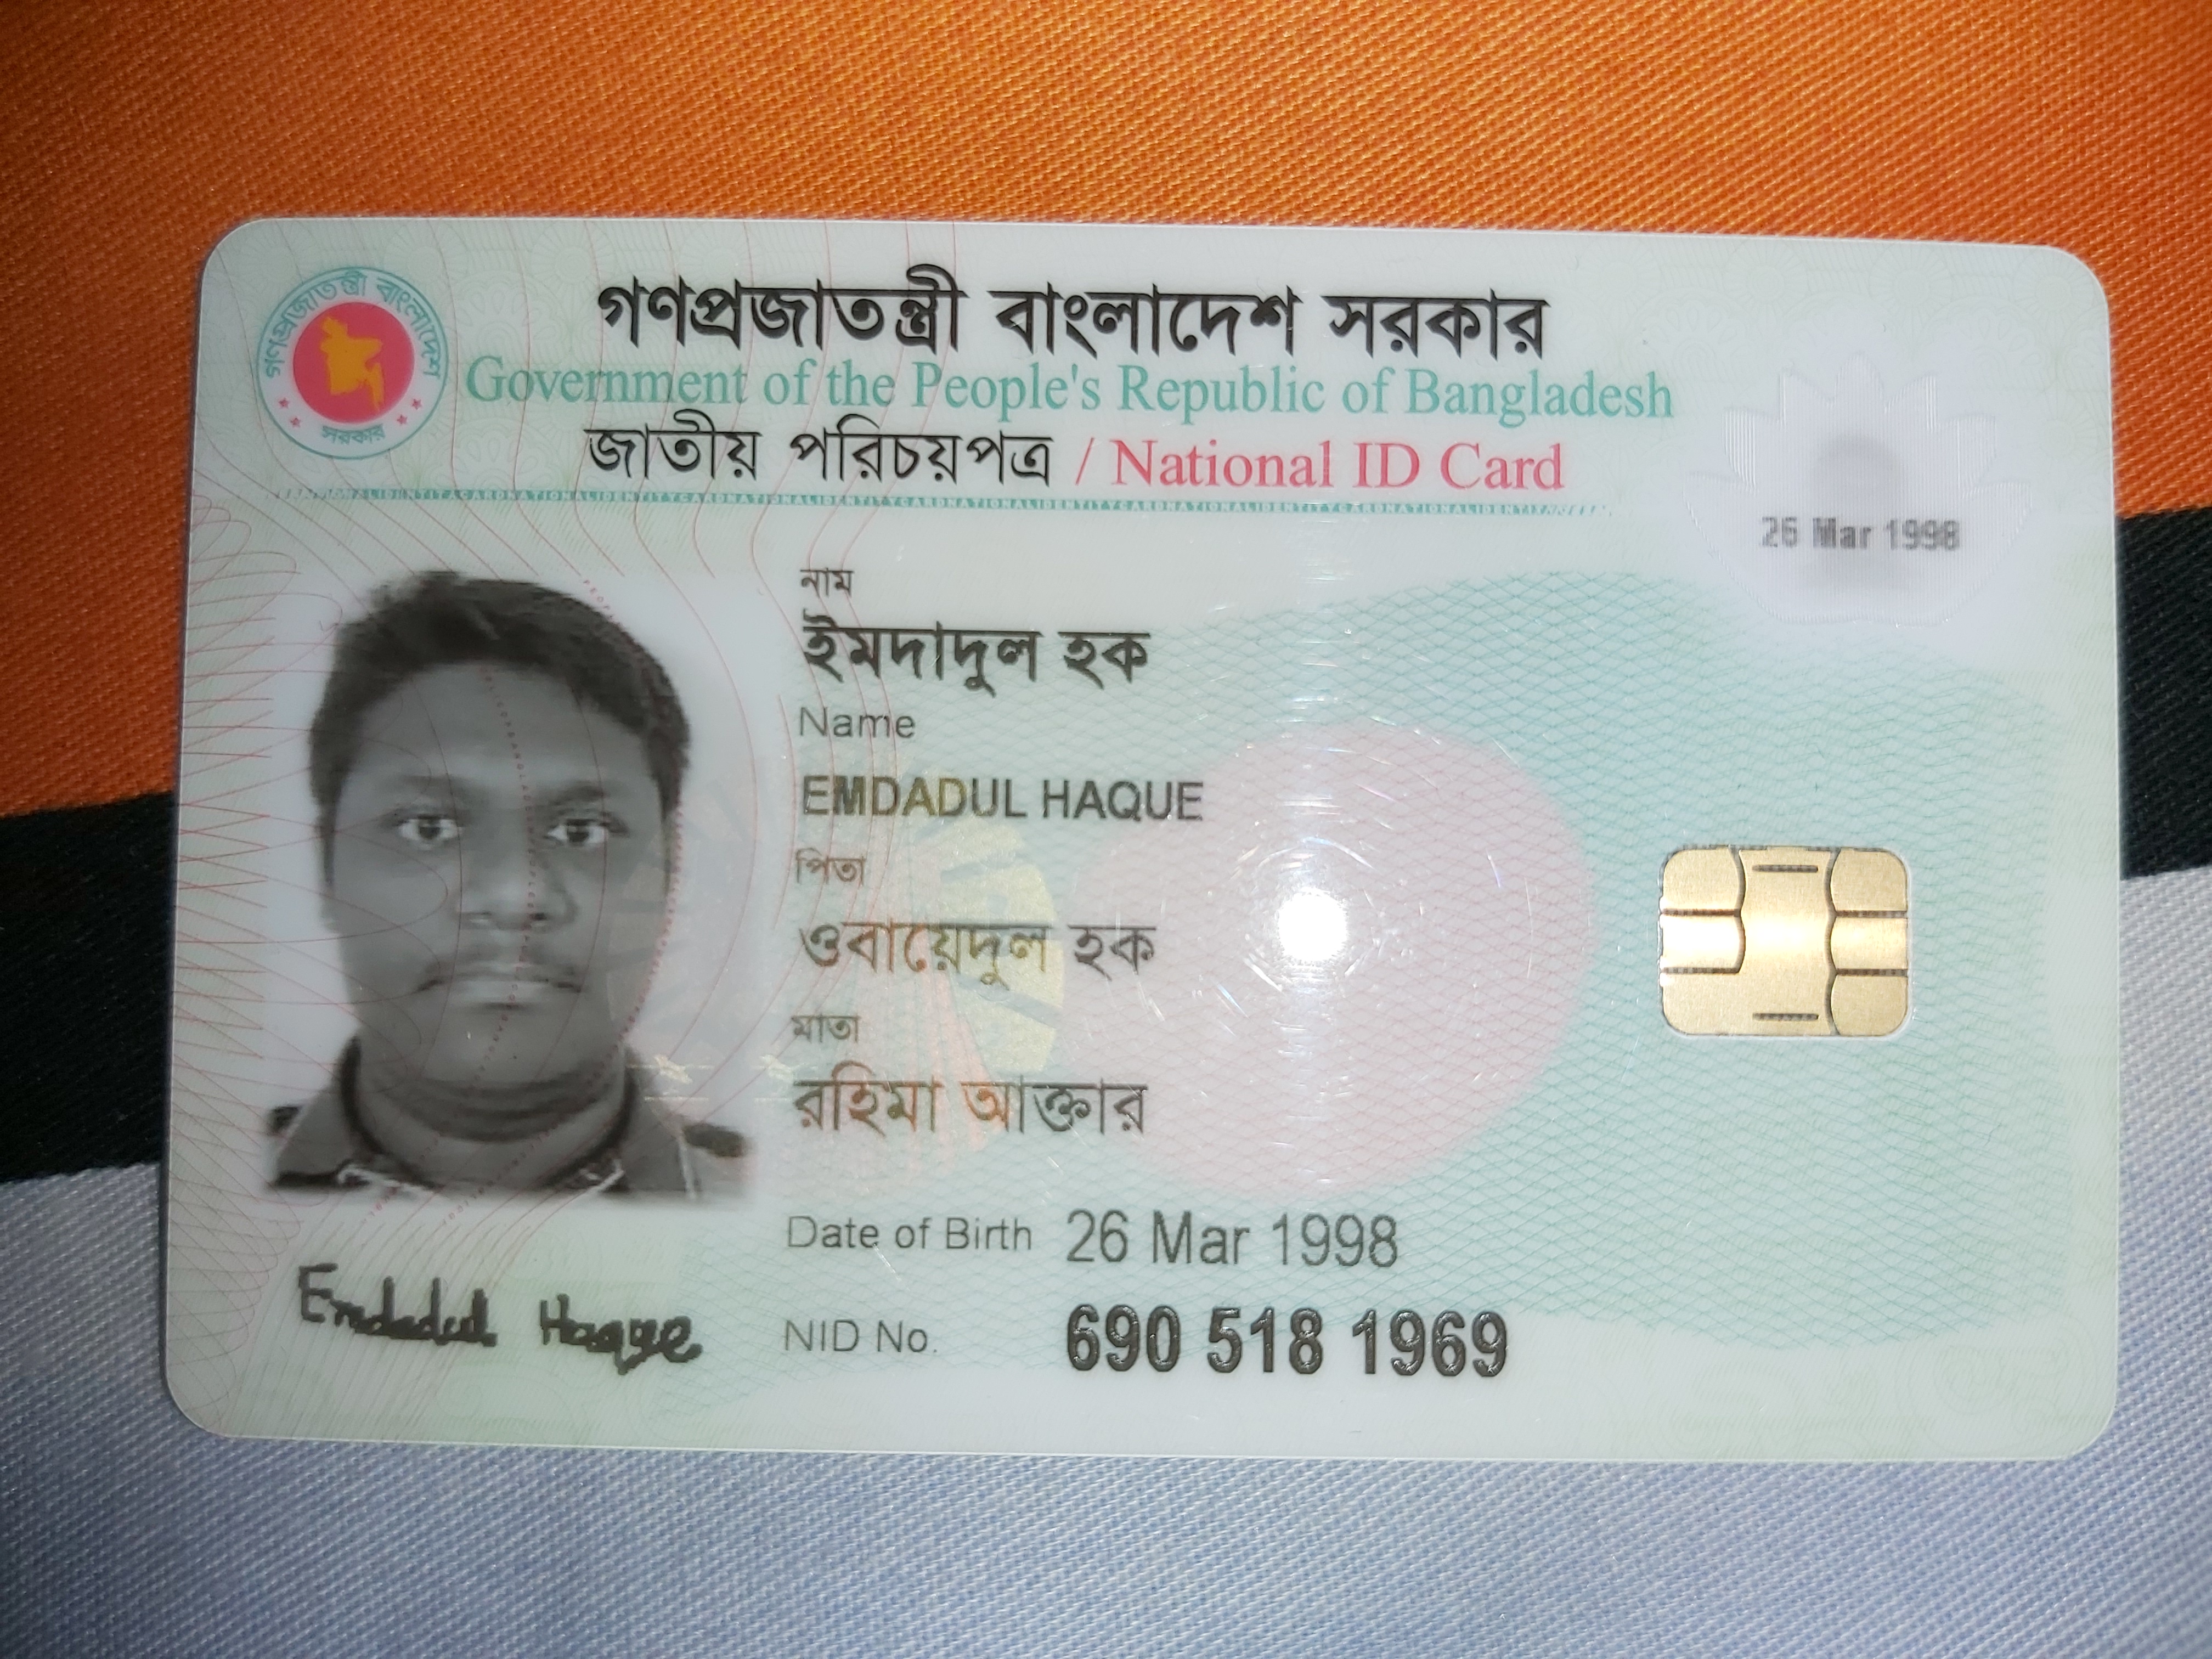 গণপ্রজাতন্ত্রী বাংলাদেশ সরকার
Government of the People's Republic of Bangladesh
জাতীয় পরিচয়পত্র / National ID Card
গণপ্রজাতন্ত্রী বাংলাদেশ
সরকার
26 Mar 1998
নাম
ইমদাদুল হক
Name
EMDADUL HAQUE
পিতা
ওবায়েদুল হক
মাতা
রহিমা আক্তার
Date of Birth 26 Mar 1998
NID No. 690 518 1969
Emdadul Haque